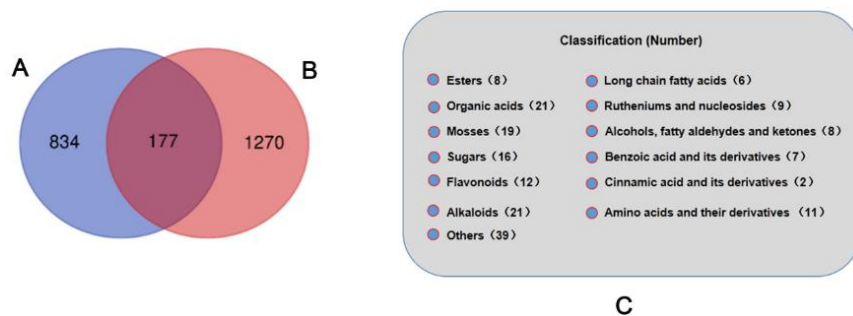 A
B
834
177
1270
Classification (Number)
Esters（8）
Organic acids（21）
Mosses（19）
Sugars（16）
Flavonoids（12）
Alkaloids（21）
Others（39）
Long chain fatty acids（6）
Rutheniums and nucleosides（9）
Alcohols, fatty aldehydes and ketones（8）
Benzoic acid and its derivatives（7）
Cinnamic acid and its derivatives（2）
Amino acids and their derivatives （11）
C